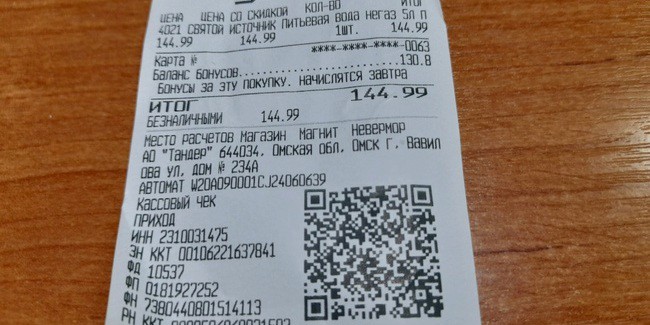 ЦЕНА ЦЕНА СО СКИДКОЙ КОЛ-ВО ИТОГ
4021 СВЯТОЙ ИСТОЧНИК ПИТЬЕВАЯ ВОДА НЕГАЗ 5Л П
144.99 144.99 1ШТ. 144.99
КАРТА № ****-****-****-0063
БАЛАНС БОНУСОВ.......................130.8
БОНУСЫ ЗА ЭТУ ПОКУПКУ, НАЧИСЛЯТСЯ ЗАВТРА
ИТОГ 144.99
БЕЗНАЛИЧНЫМИ 144.99
МЕСТО РАСЧЕТОВ МАГАЗИН МАГНИТ НЕВЕРМОР
АО "ТАНДЕР" 644034, ОМСКАЯ ОБЛ, ОМСК Г, ВАВИЛ
ОВА УЛ, ДОМ № 234А
АВТОМАТ W20A090001CJ24060639
КАССОВЫЙ ЧЕК
ПРИХОД
ИНН 2310031475
ЗН ККТ 00106221637841
ФД 10537
ФП 0181927252
ФН 7380440801514113
РН ККТ